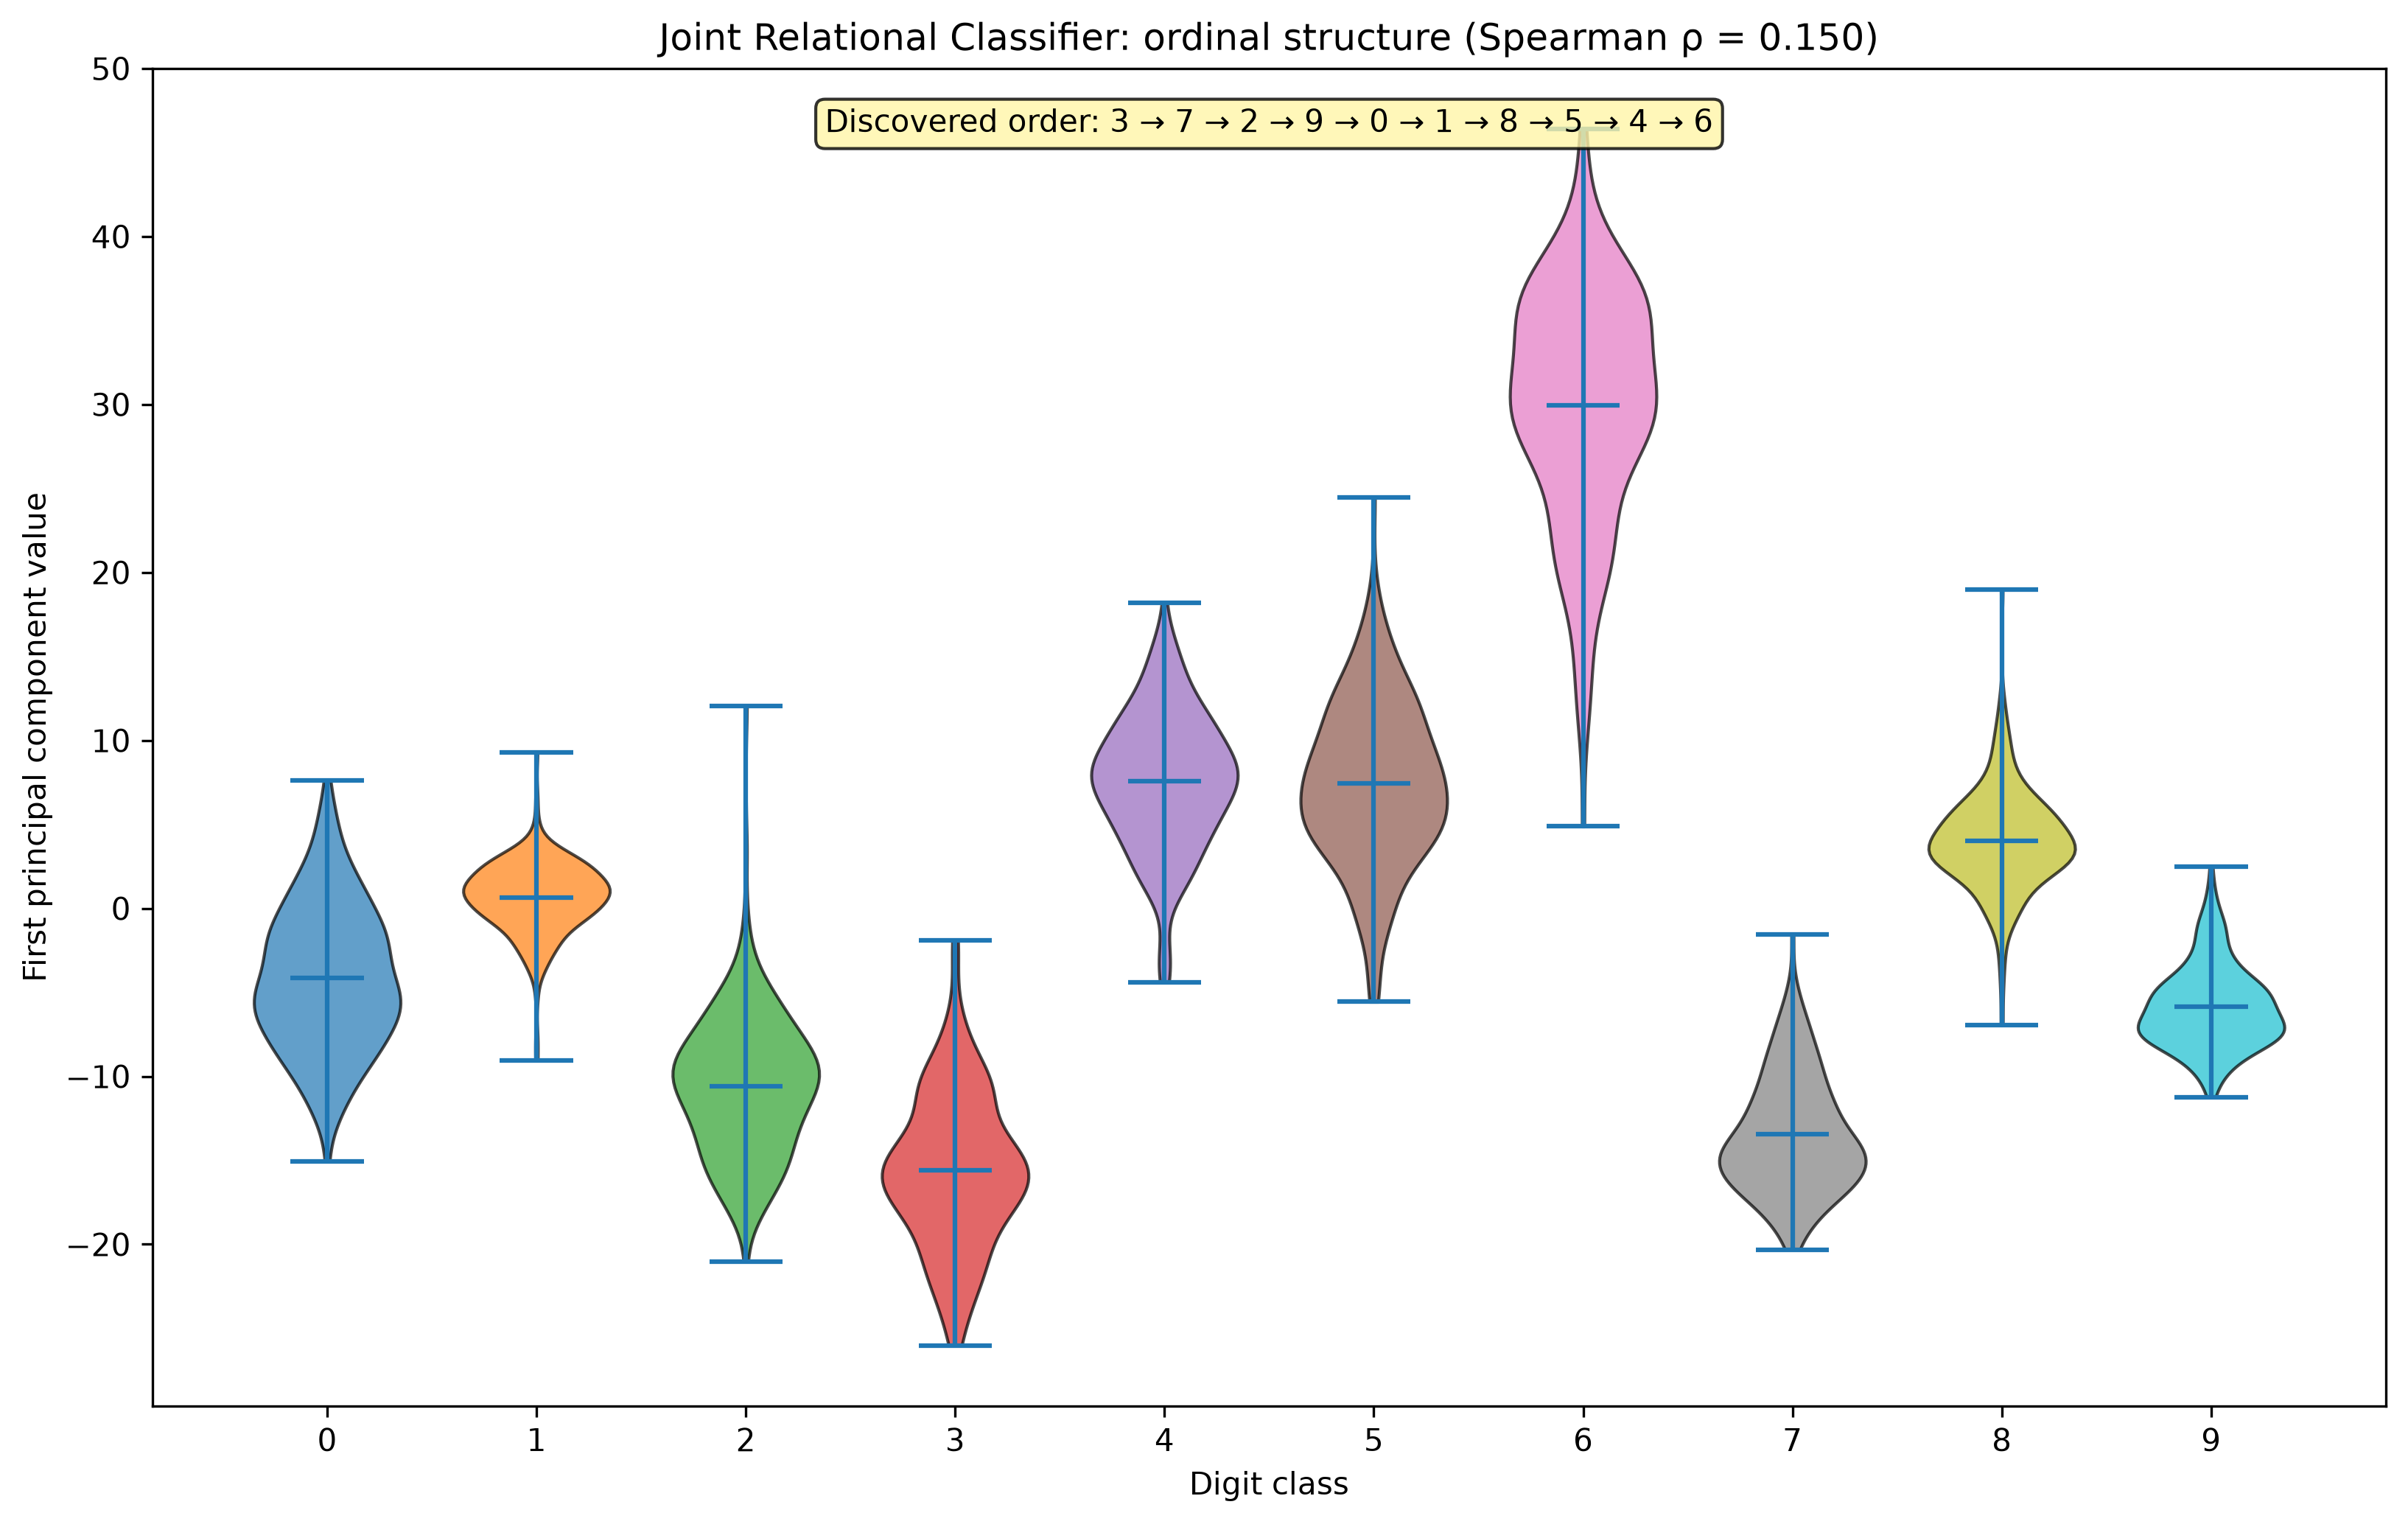 Joint Relational Classifier: ordinal structure (Spearman ρ = 0.150)
Discovered order: 3 → 7 → 2 → 9 → 0 → 1 → 8 → 5 → 4 → 6
First principal component value
50
40
30
20
10
0
−10
−20
0 1 2 3 4 5 6 7 8 9
Digit class